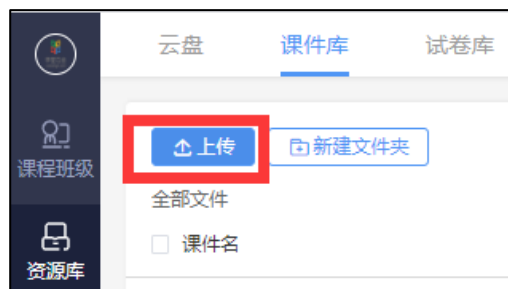 云盘 课件库 试卷库
上传 新建文件夹
课程班级
全部文件
课件名
资源库